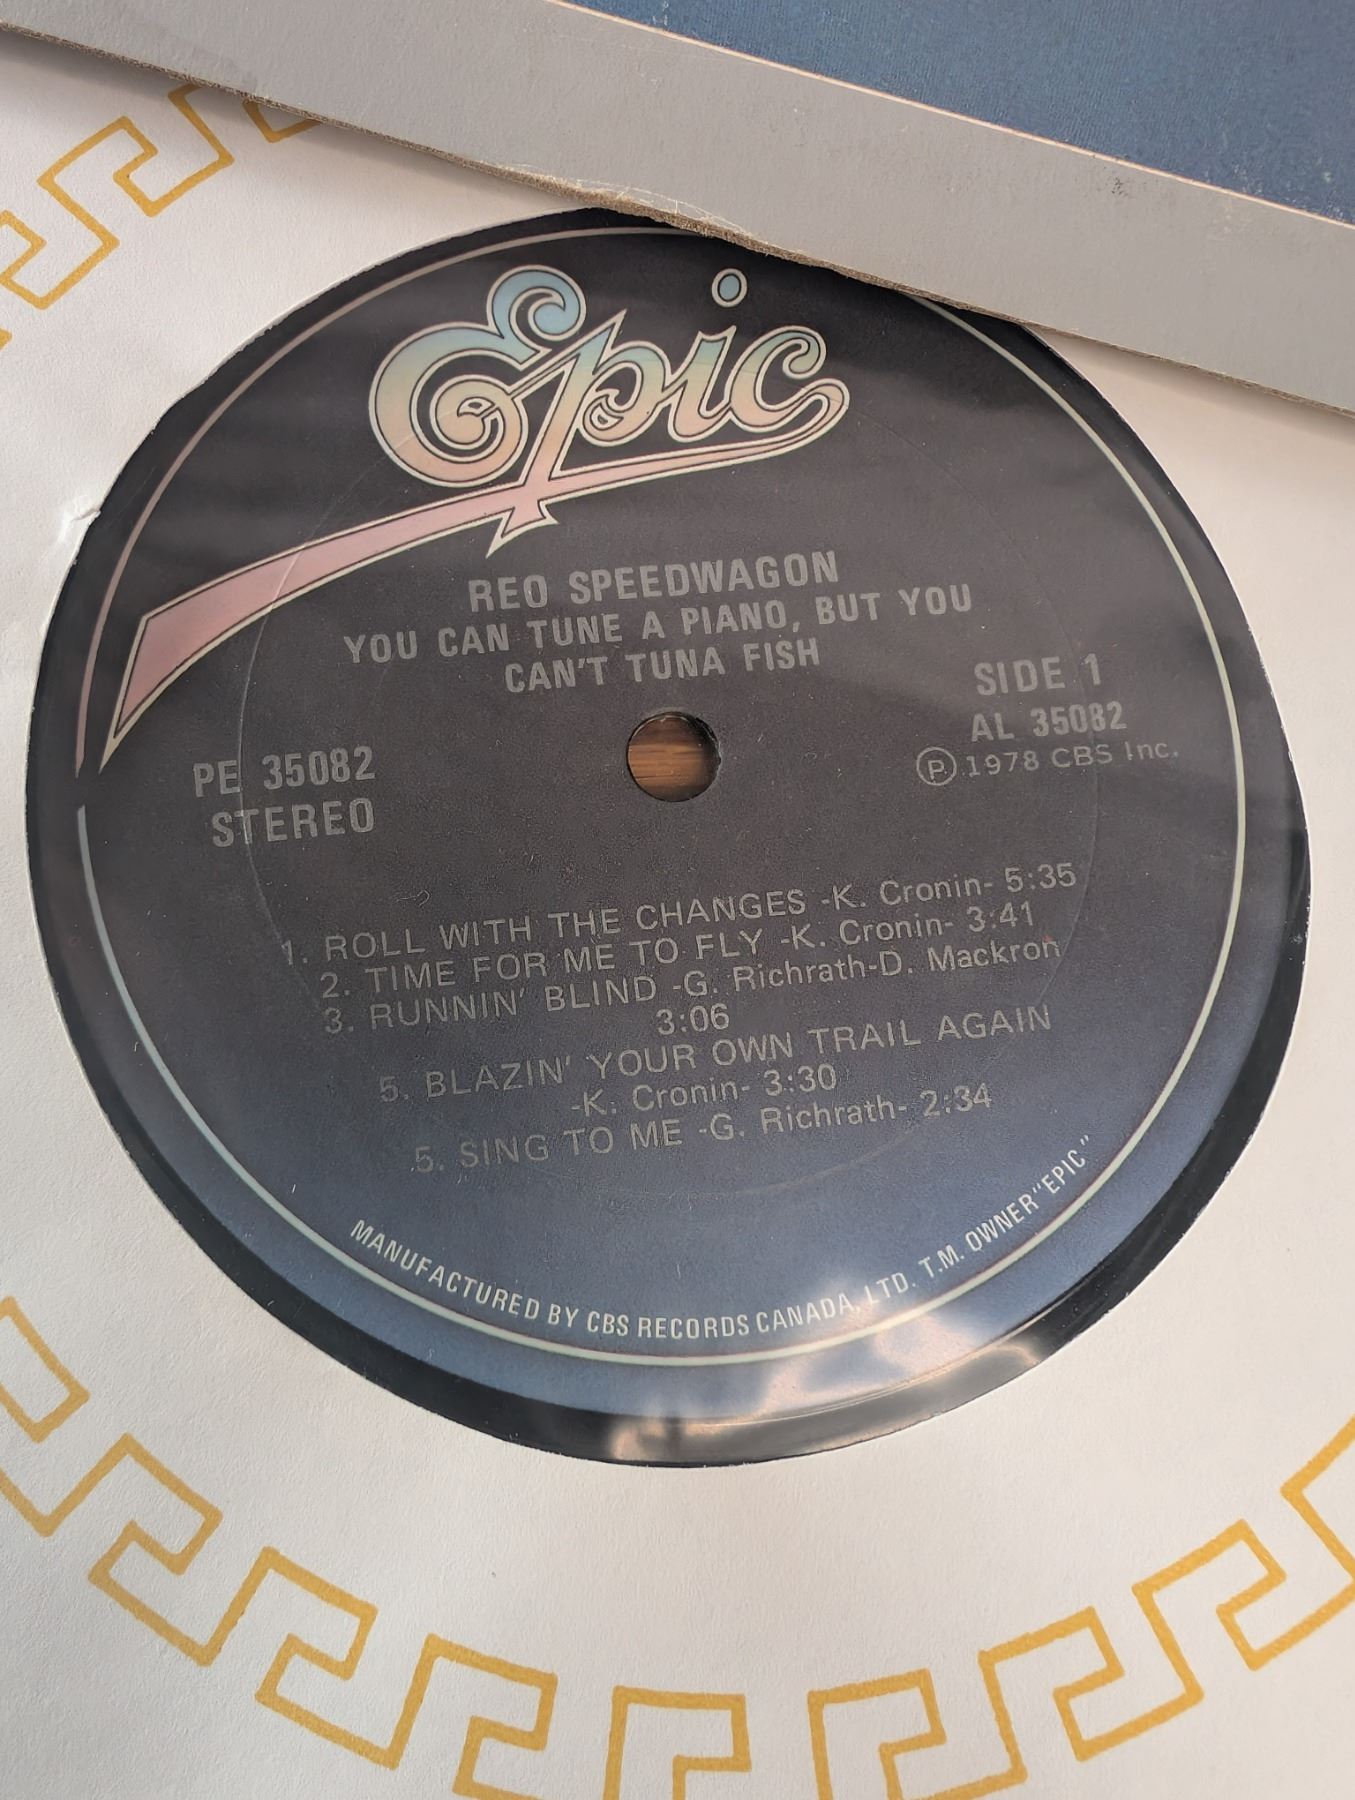 Epic
REO SPEEDWAGON
YOU CAN TUNE A PIANO, BUT YOU
CAN'T TUNA FISH
SIDE 1
AL 35082
Ⓟ 1978 CBS Inc.
PE 35082
STEREO
1. ROLL WITH THE CHANGES -K. Cronin- 5:35
2. TIME FOR ME TO FLY -K. Cronin- 3:41
3. RUNNIN' BLIND -G. Richrath-D. Mackron
3:06
5. BLAZIN' YOUR OWN TRAIL AGAIN
-K. Cronin- 3:30
5. SING TO ME -G. Richrath- 2:34
MANUFACTURED BY CBS RECORDS CANADA, LTD. T.M. OWNER "EPIC"